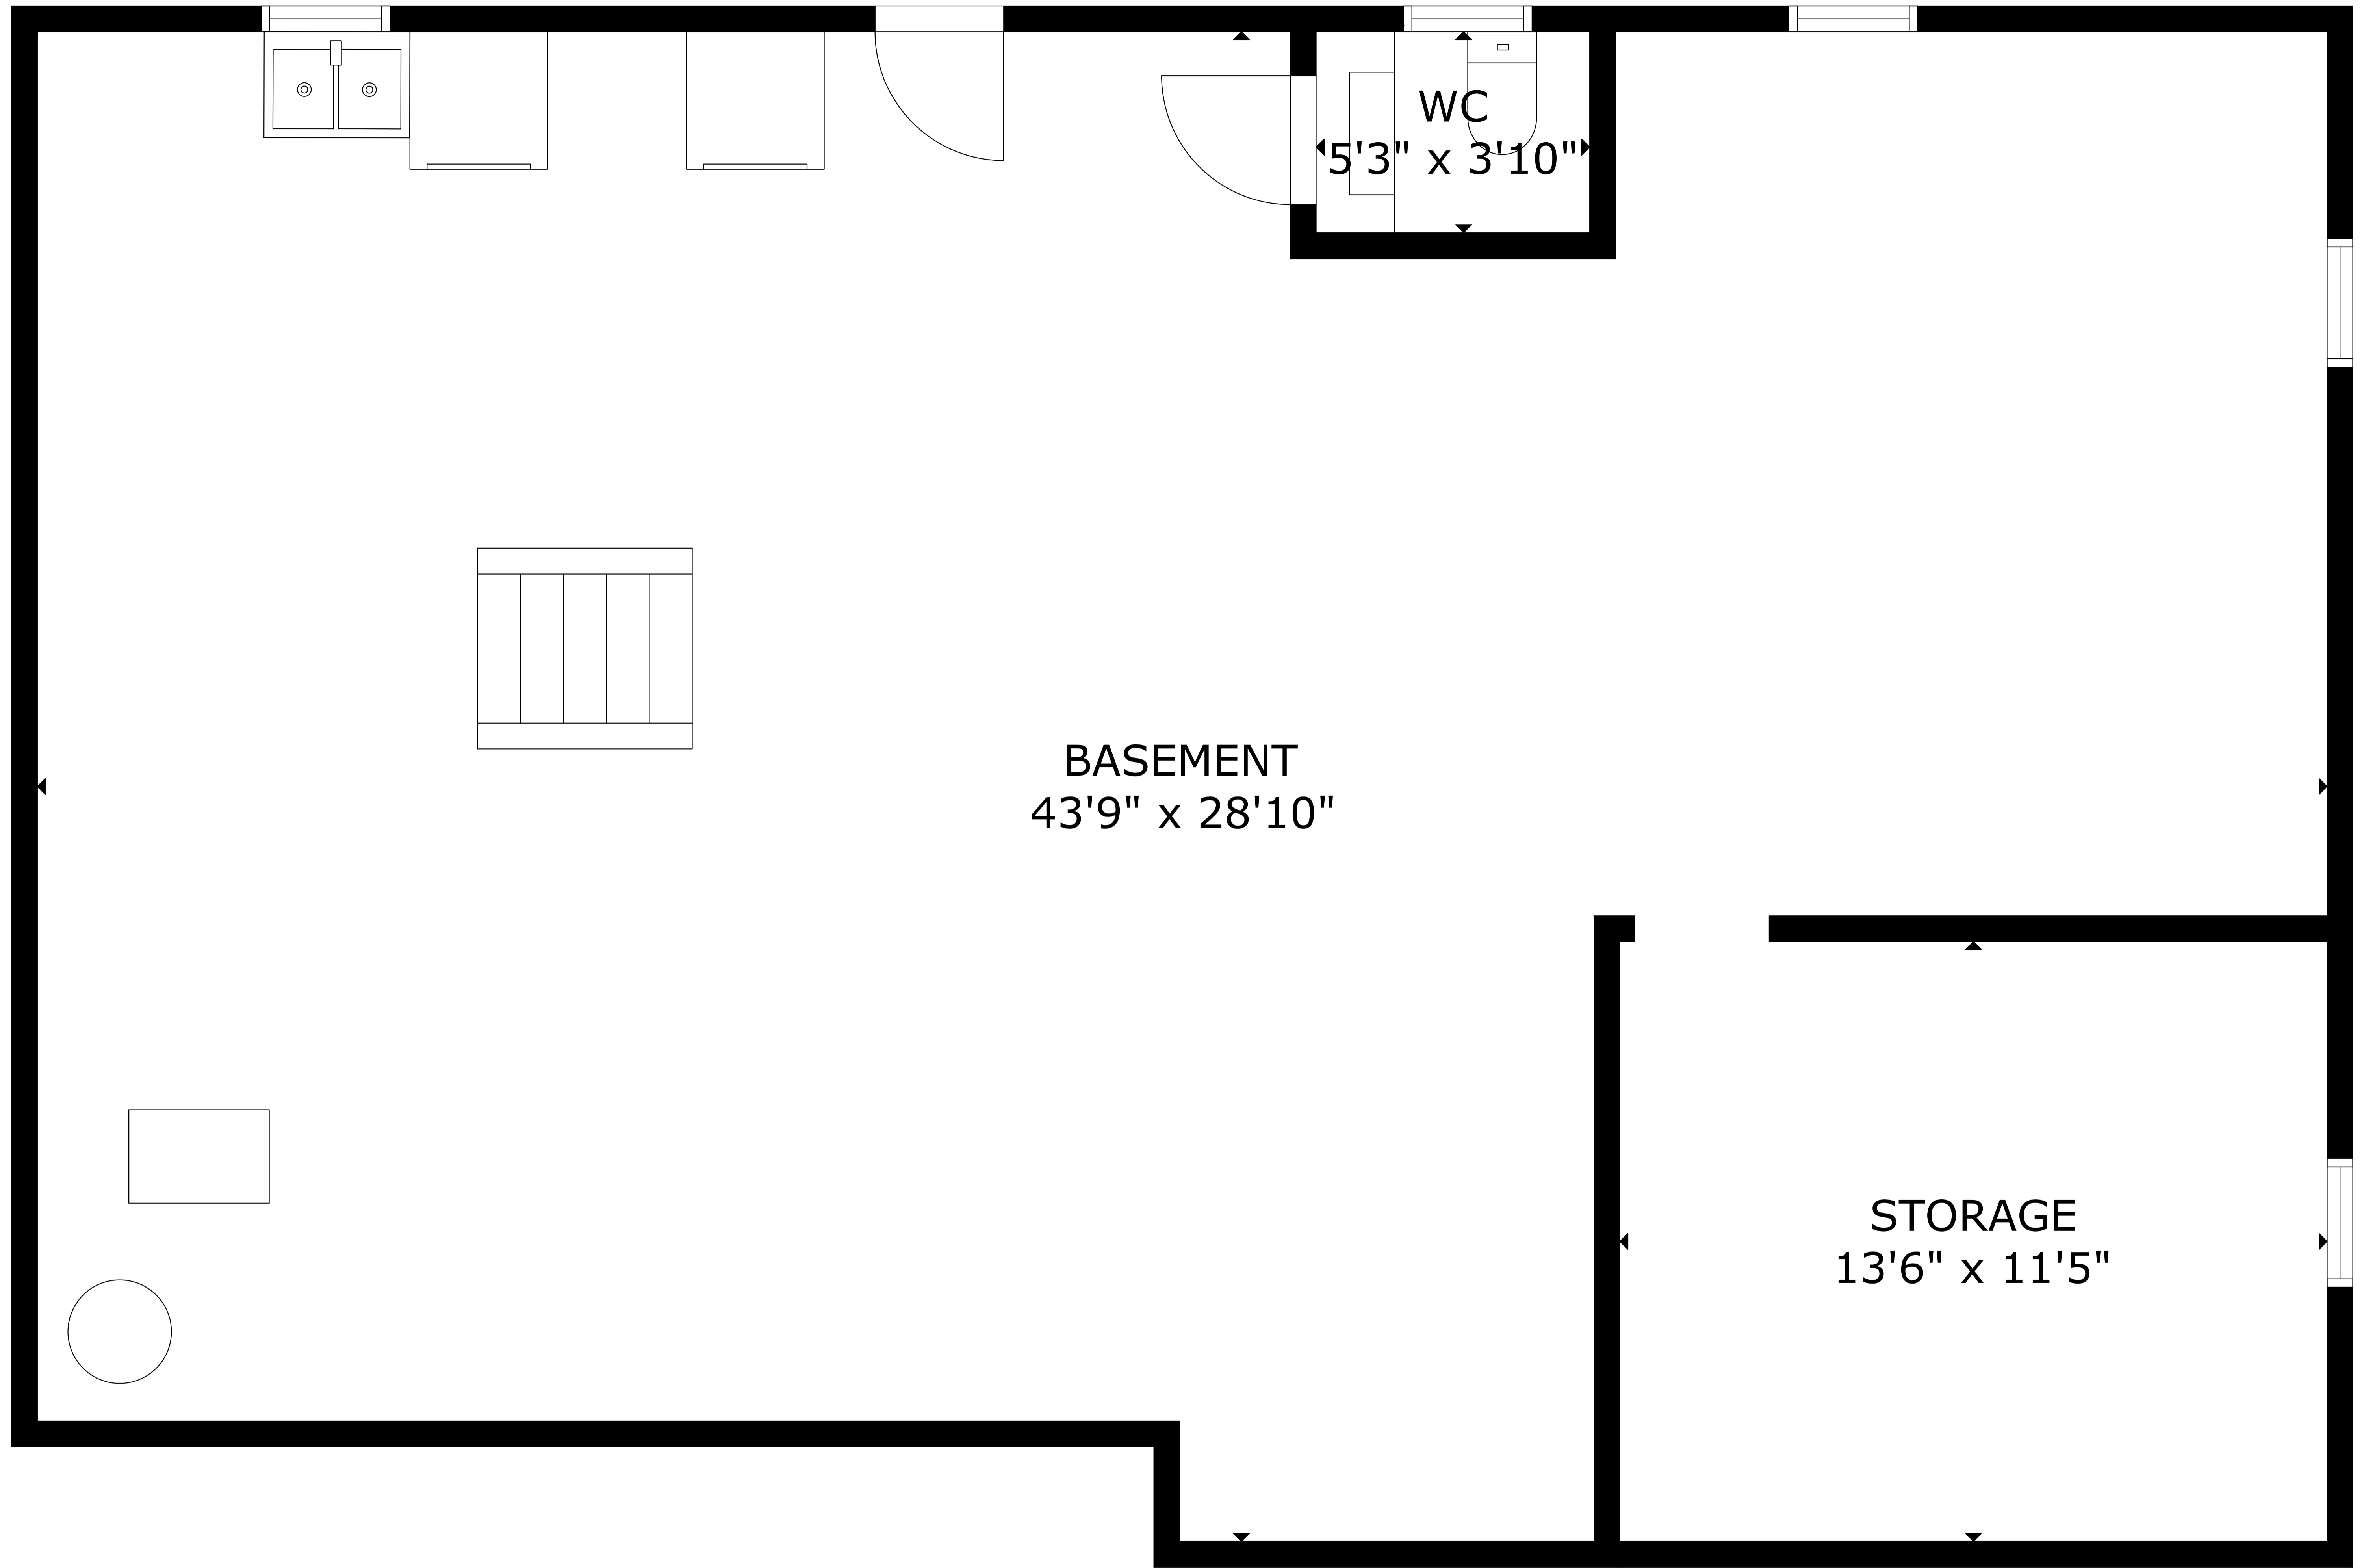 WC
5'3" x 3'10"
BASEMENT
43'9" x 28'10"
STORAGE
13'6" x 11'5"